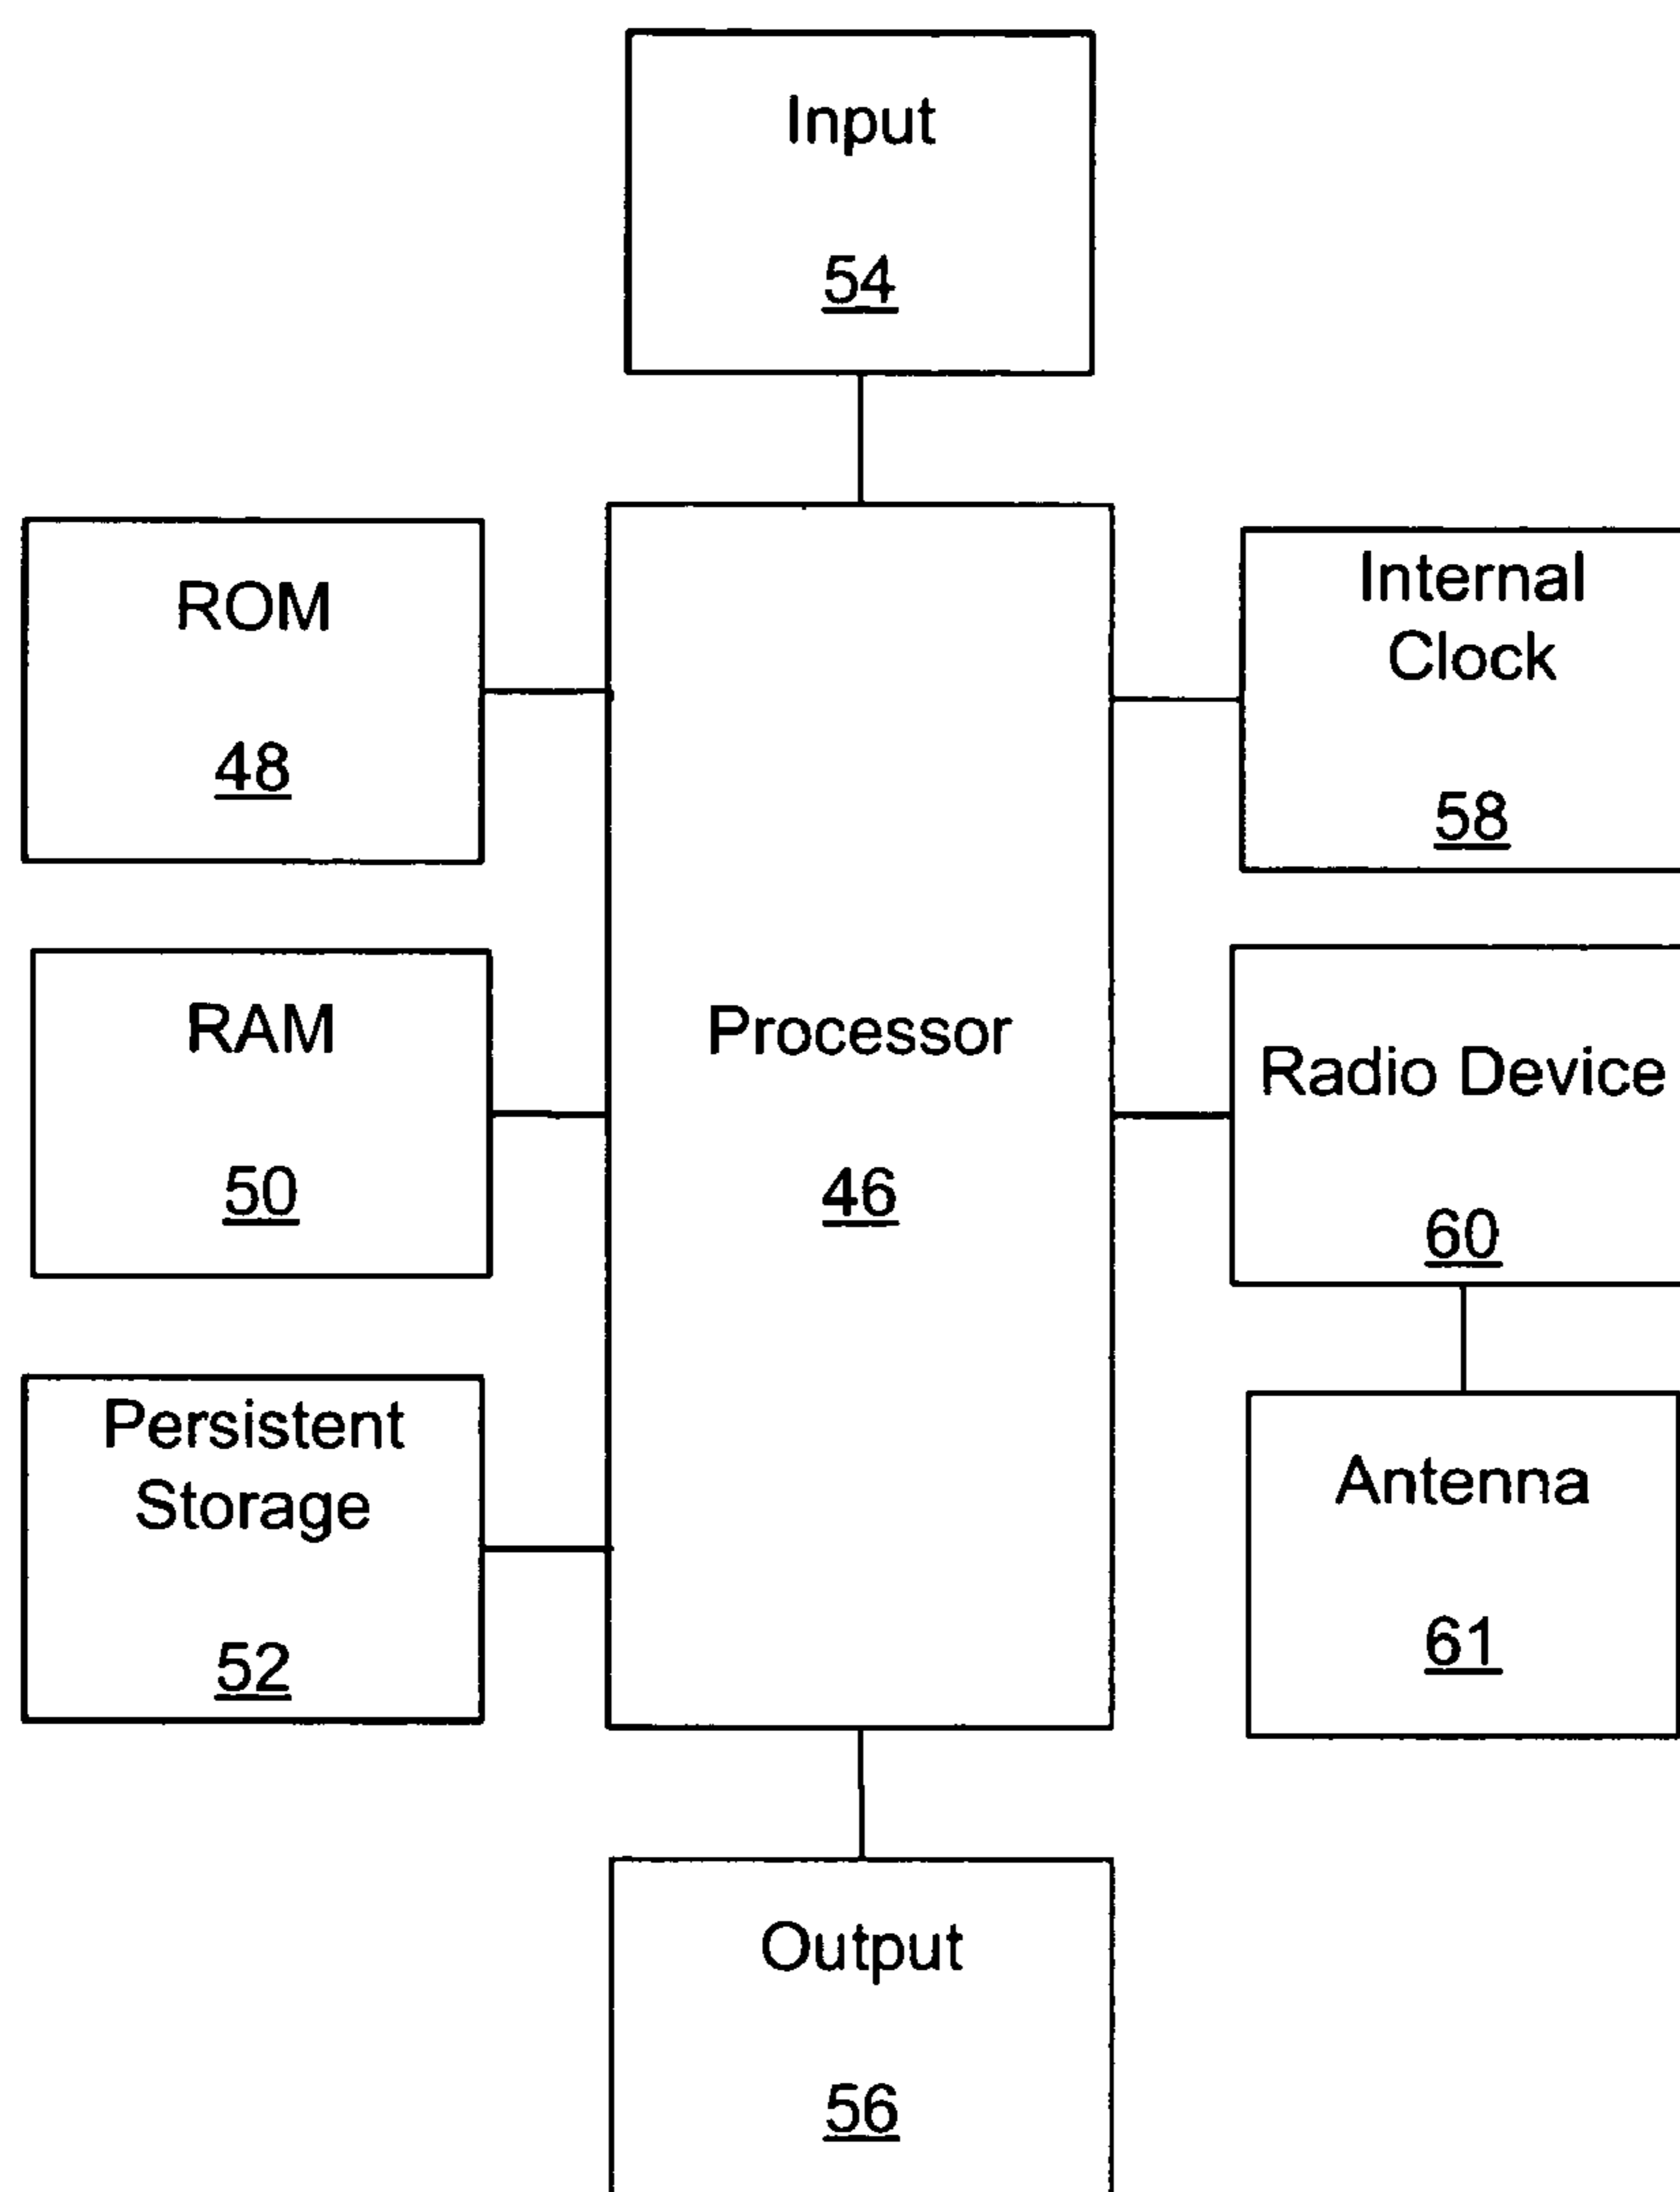 Input
54
ROM
48
RAM
50
Persistent
Storage
52
Processor
46
Internal
Clock
58
Radio Device
60
Antenna
61
Output
56